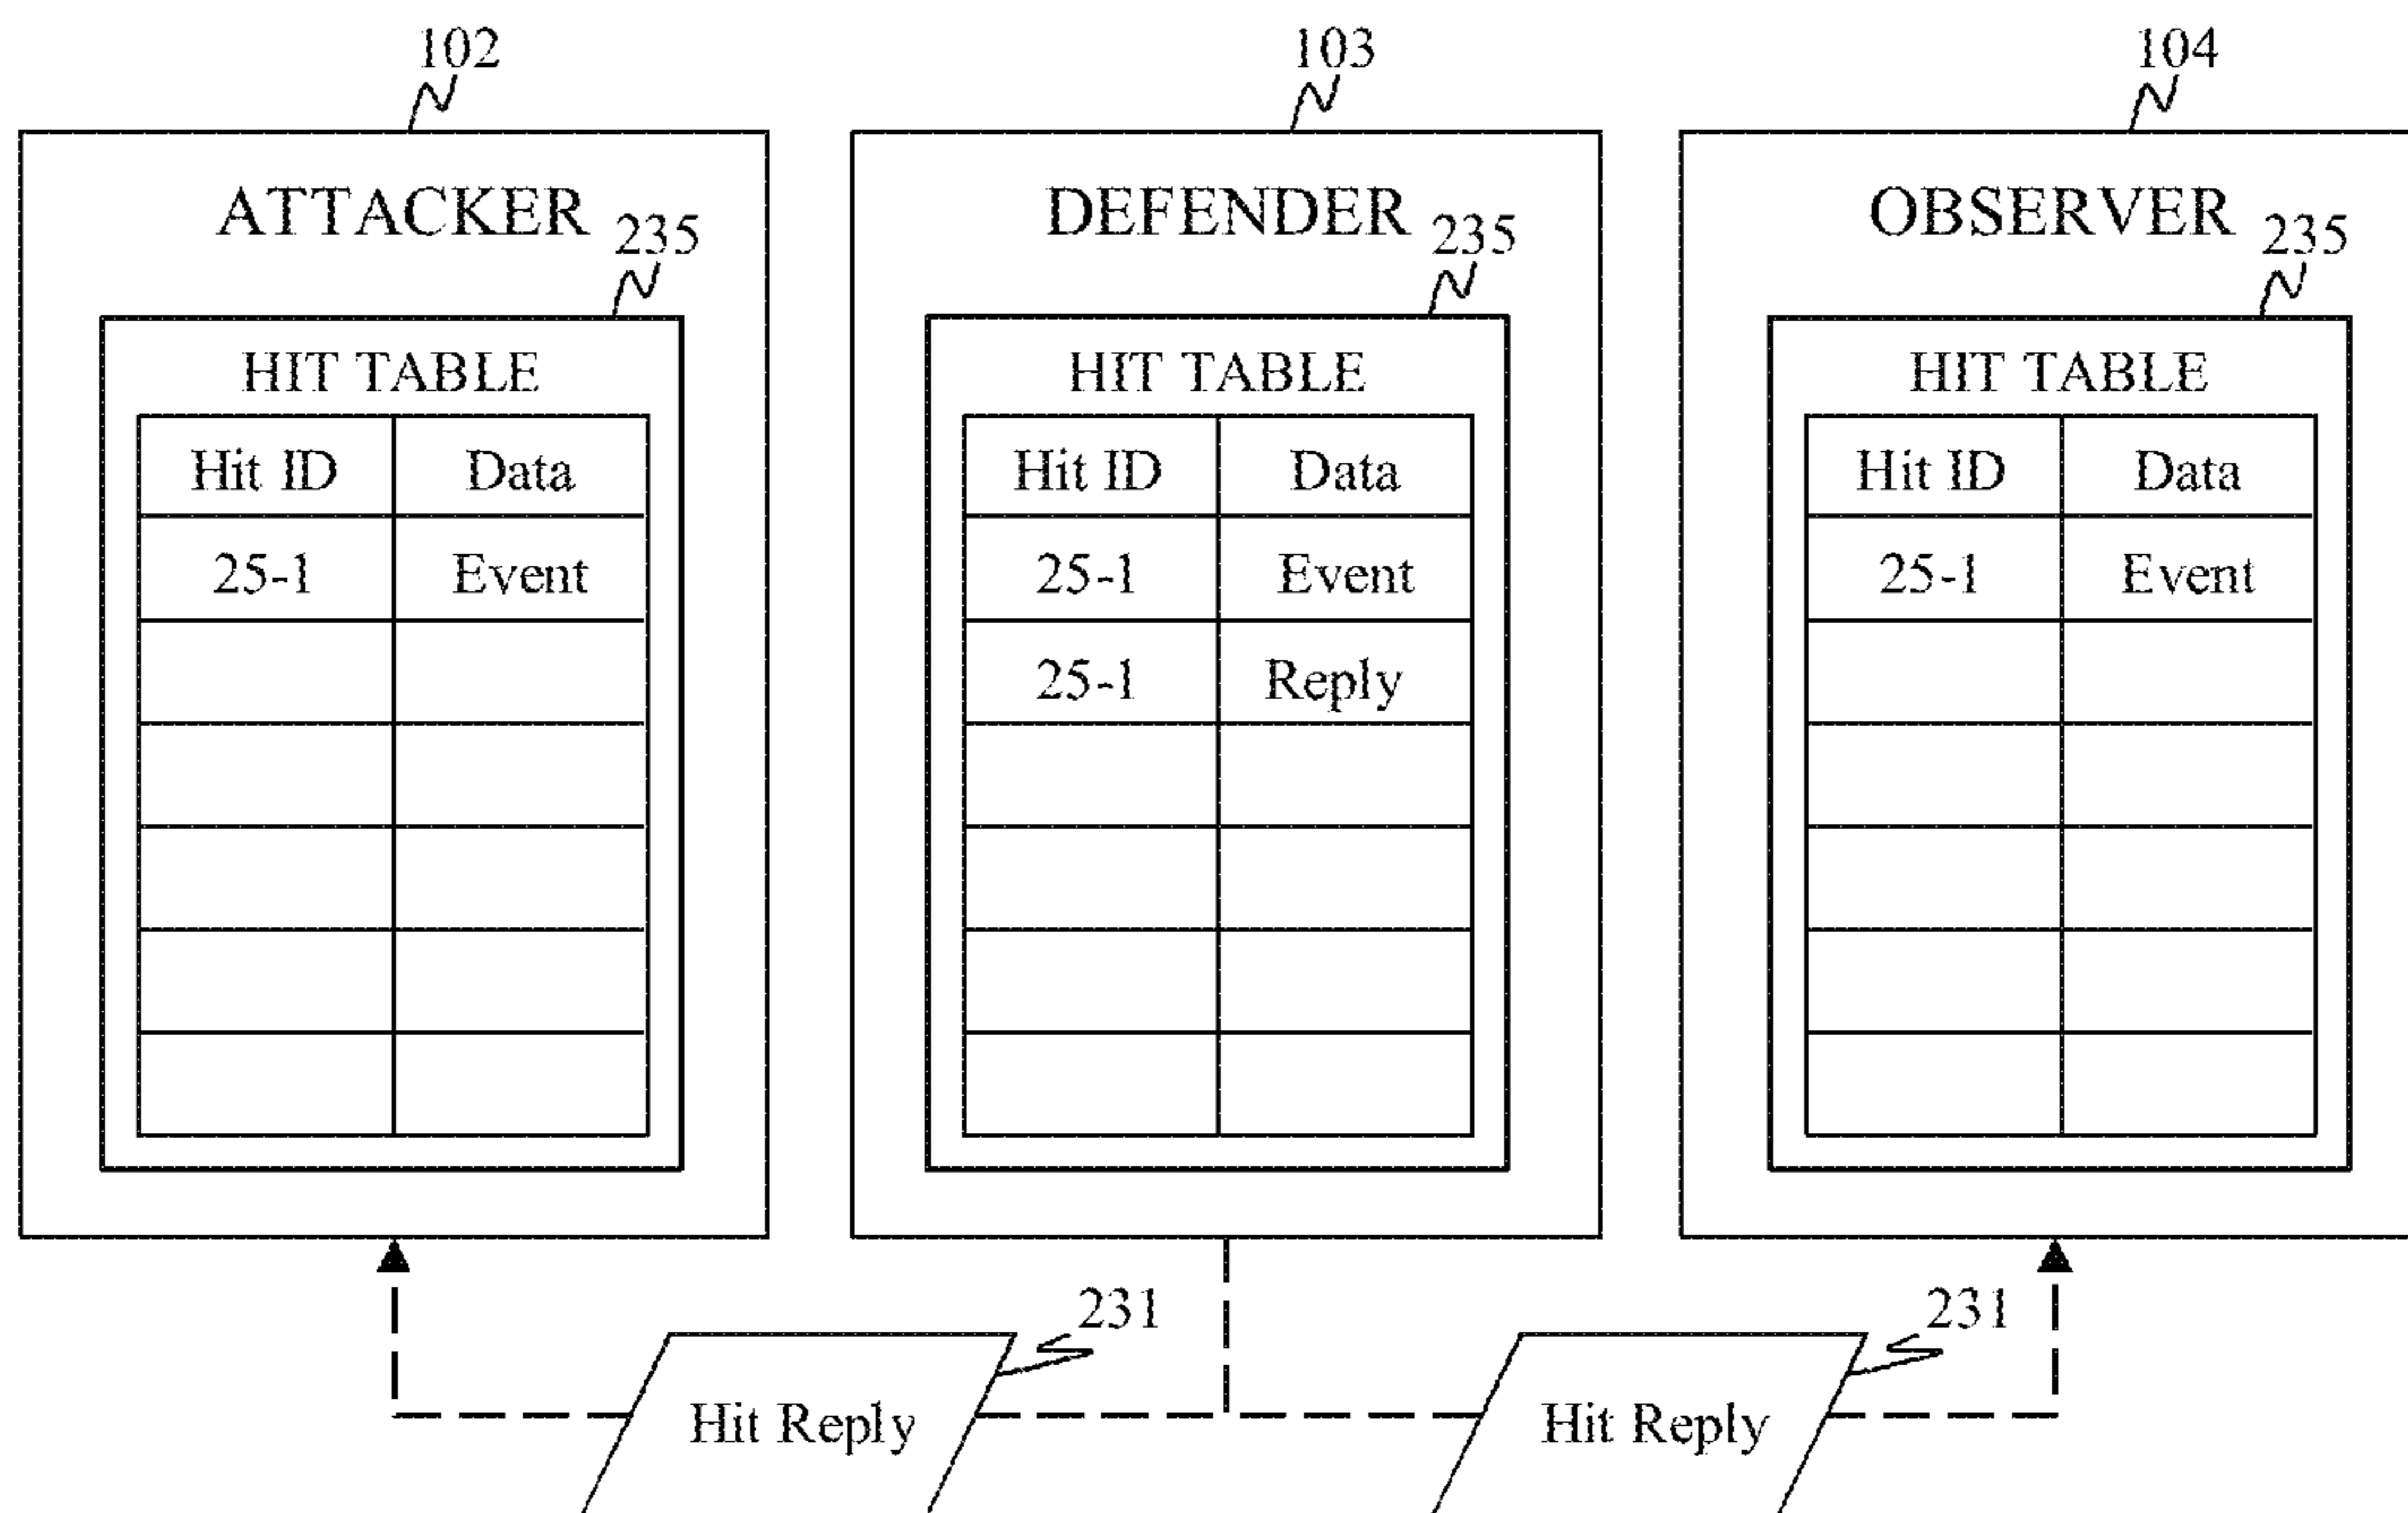 102
103
104
ATTACKER
235
DEFENDER
235
OBSERVER
235
HIT TABLE
Hit ID Data
25-1 Event
HIT TABLE
Hit ID Data
25-1 Event
25-1 Reply
HIT TABLE
Hit ID Data
25-1 Event
231
231
Hit Reply
Hit Reply